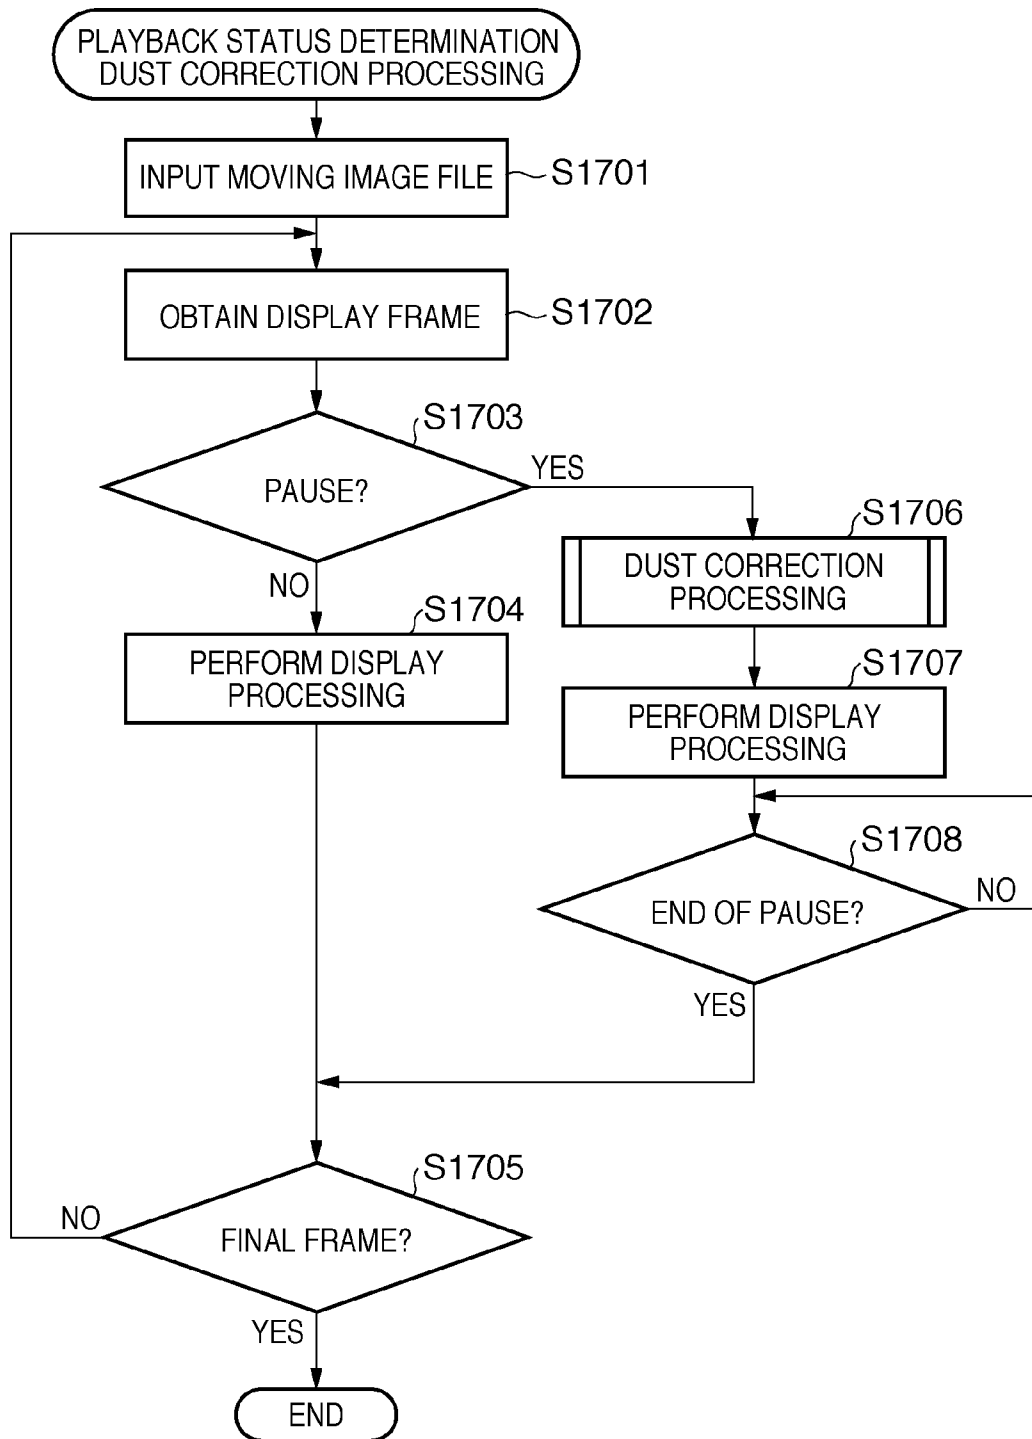 PLAYBACK STATUS DETERMINATION
DUST CORRECTION PROCESSING
INPUT MOVING IMAGE FILE
S1701
OBTAIN DISPLAY FRAME
S1702
S1703
PAUSE?
YES
NO
S1706
DUST CORRECTION
PROCESSING
S1704
PERFORM DISPLAY
PROCESSING
S1707
PERFORM DISPLAY
PROCESSING
S1708
END OF PAUSE?
NO
YES
S1705
FINAL FRAME?
NO
YES
END